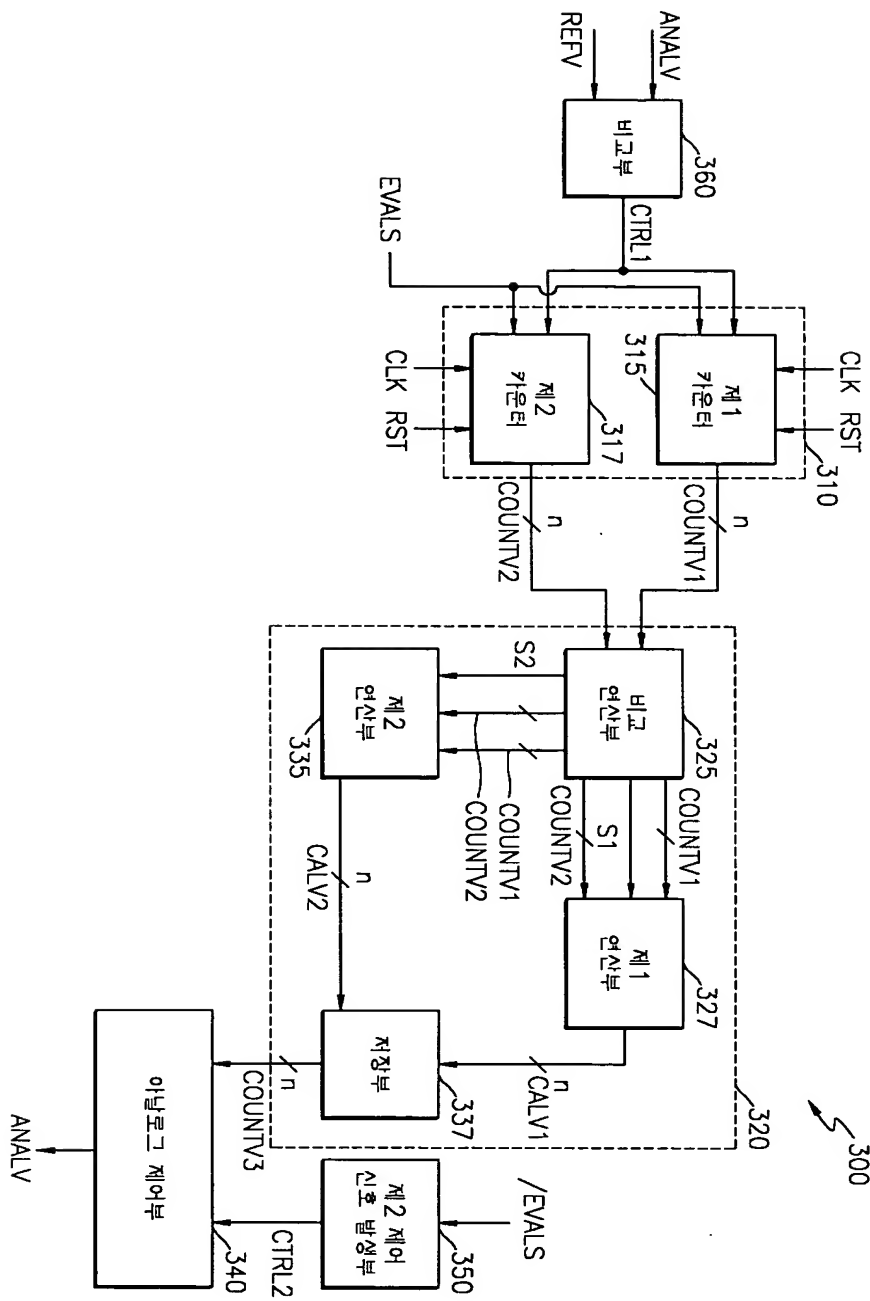 300
ANALV
REFV
비교부
360
CTRL1
EVALS
CLK RST
제1
카운터
315
310
제2
카운터
317
CLK RST
n
COUNTV1
n
COUNTV2
320
비교
연산부
325
COUNTV1
S1
COUNTV2
제1
연산부
327
S2
COUNTV1
COUNTV2
제2
연산부
335
n
CALV1
n
CALV2
저장부
337
n
COUNTV3
/EVALS
제2 제어
신호 발생부
350
CTRL2
아날로그 제어부
340
ANALV